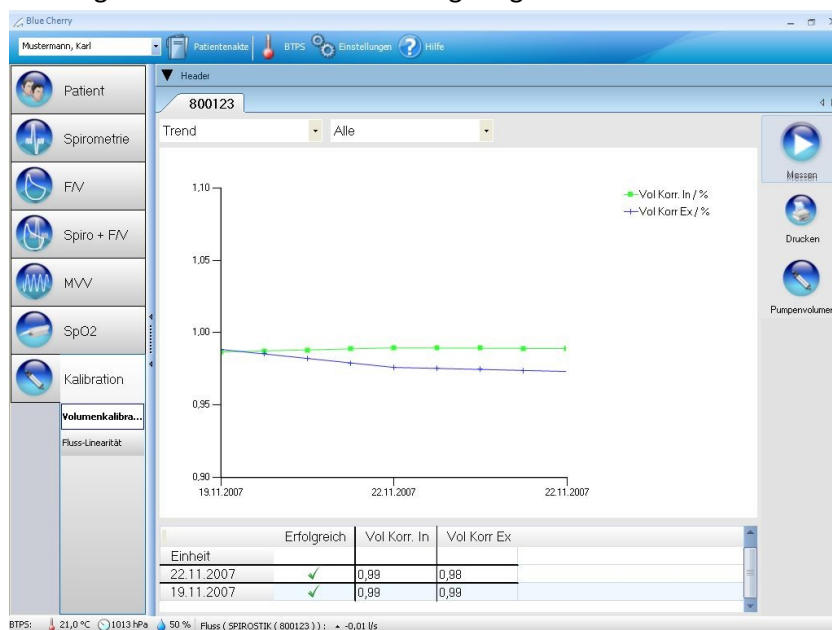 Blue Cherry
Mustermann, Karl
Patientenakte
BTPS
Einstellungen
Hilfe
Header
800123
Patient
Spirometrie
F/V
Spiro + F/V
MVV
SpO2
Kalibration
Volumenkalibra...
Fluss-Linearität
Trend
Alle
1,10
1,05
1,00
0,95
0,90
19.11.2007
22.11.2007
22.11.2007
Vol Korr. In / %
Vol Korr Ex / %
Messen
Drucken
Pumpenvolumen
Erfolgreich Vol Korr. In Vol Korr Ex
Einheit
22.11.2007 0,99 0,98
19.11.2007 0,99 0,99
BTPS: 21,0 °C 1013 hPa 50 % Fluss ( SPIROSTIK ( 800123 ) ) : -0,01 l/s